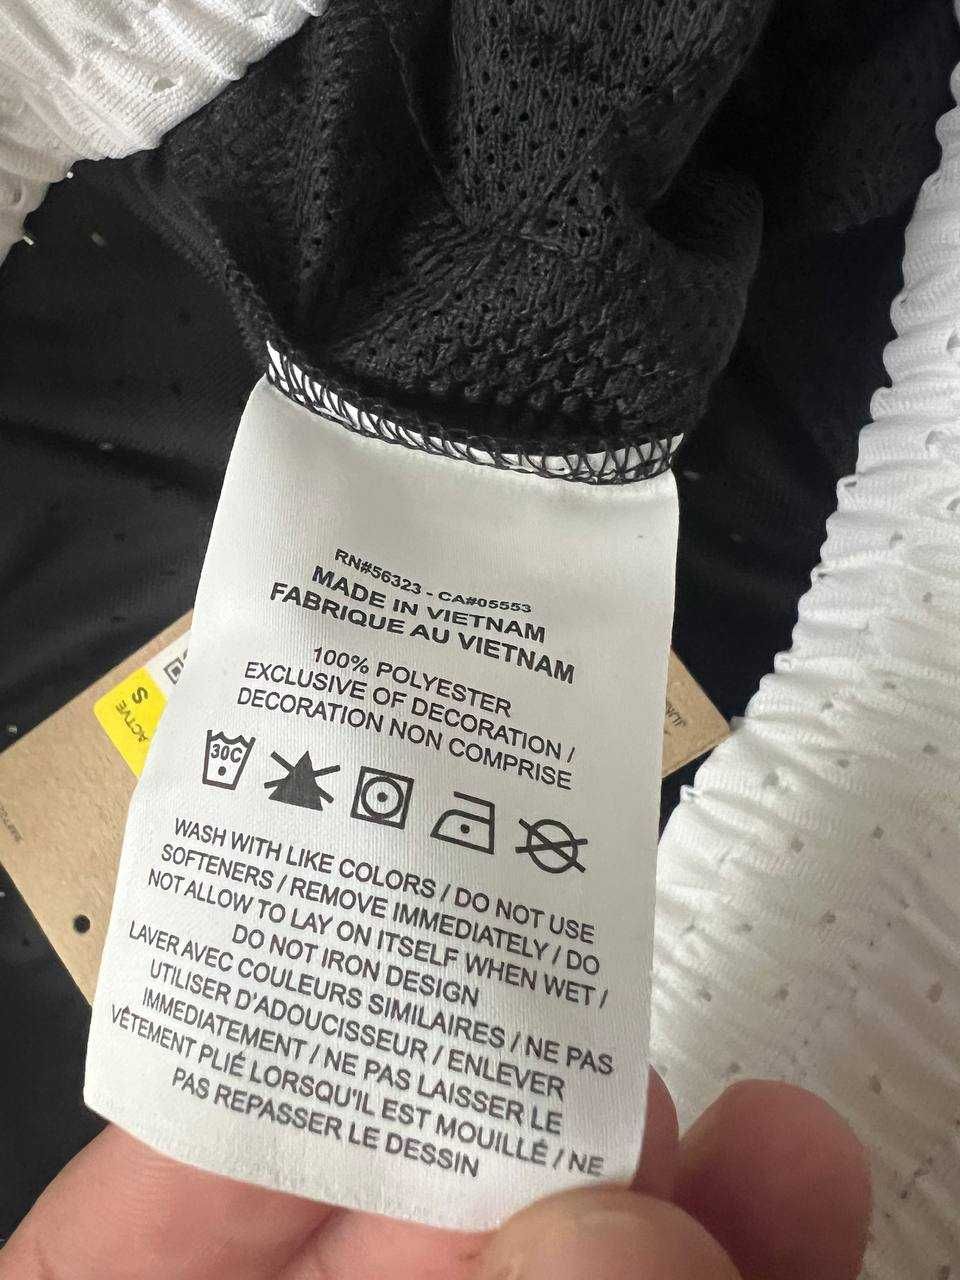 RN#56323 - CA#05553
MADE IN VIETNAM
FABRIQUE AU VIETNAM
100% POLYESTER
EXCLUSIVE OF DECORATION /
DECORATION NON COMPRISE
30C
WASH WITH LIKE COLORS / DO NOT USE
SOFTENERS / REMOVE IMMEDIATELY / DO
NOT ALLOW TO LAY ON ITSELF WHEN WET /
DO NOT IRON DESIGN
LAVER AVEC COULEURS SIMILAIRES / NE PAS
UTILISER D'ADOUCISSEUR / ENLEVER
IMMEDIATEMENT / NE PAS LAISSER LE
VÊTEMENT PLIÉ LORSQU'IL EST MOUILLÉ / NE
PAS REPASSER LE DESSIN
S